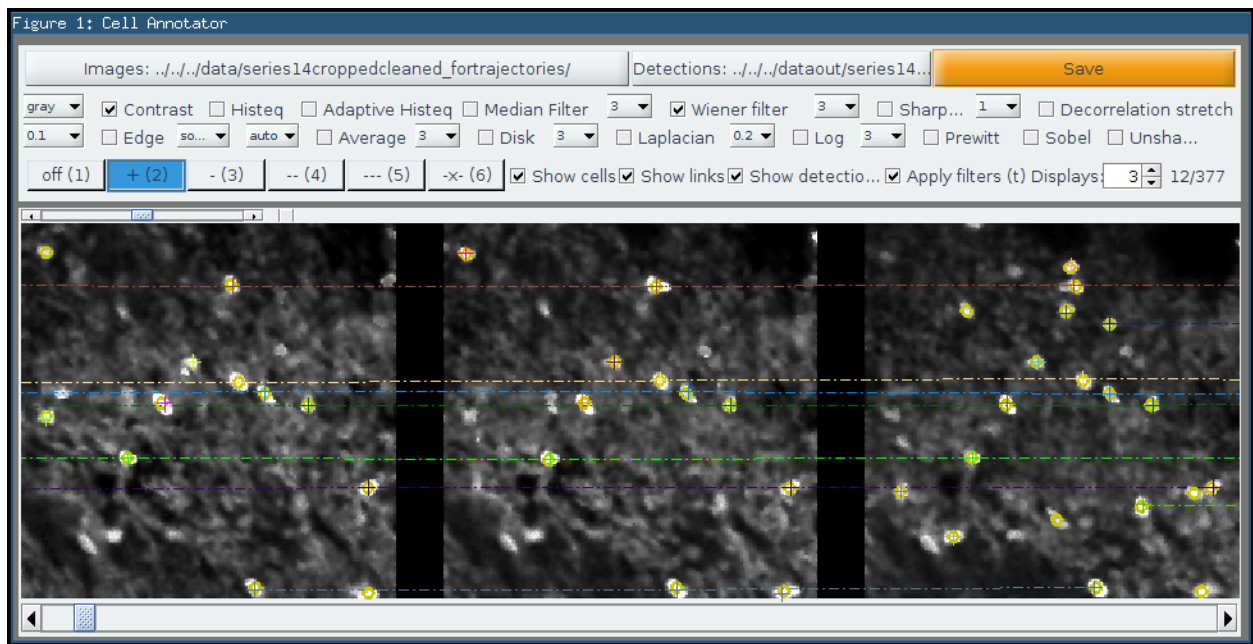 Figure 1: Cell Annotator
Images: ../../../data/series14croppedcleaned_fortrajectories/ Detections: ../../../dataout/series14... Save
gray Contrast Histeq Adaptive Histeq Median Filter 3 Wiener filter 3 Sharp... 1 Decorrelation stretch
0.1 Edge so... auto Average 3 Disk 3 Laplacian 0.2 Log 3 Prewitt Sobel Unsha...
off (1) + (2) - (3) -- (4) --- (5) -x- (6) Show cells Show links Show detectio... Apply filters (t) Displays: 3 12/377